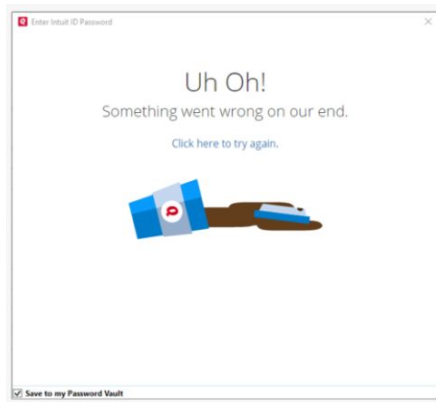 Enter Intuit ID Password
Uh Oh!
Something went wrong on our end.
Click here to try again.
Save to my Password Vault